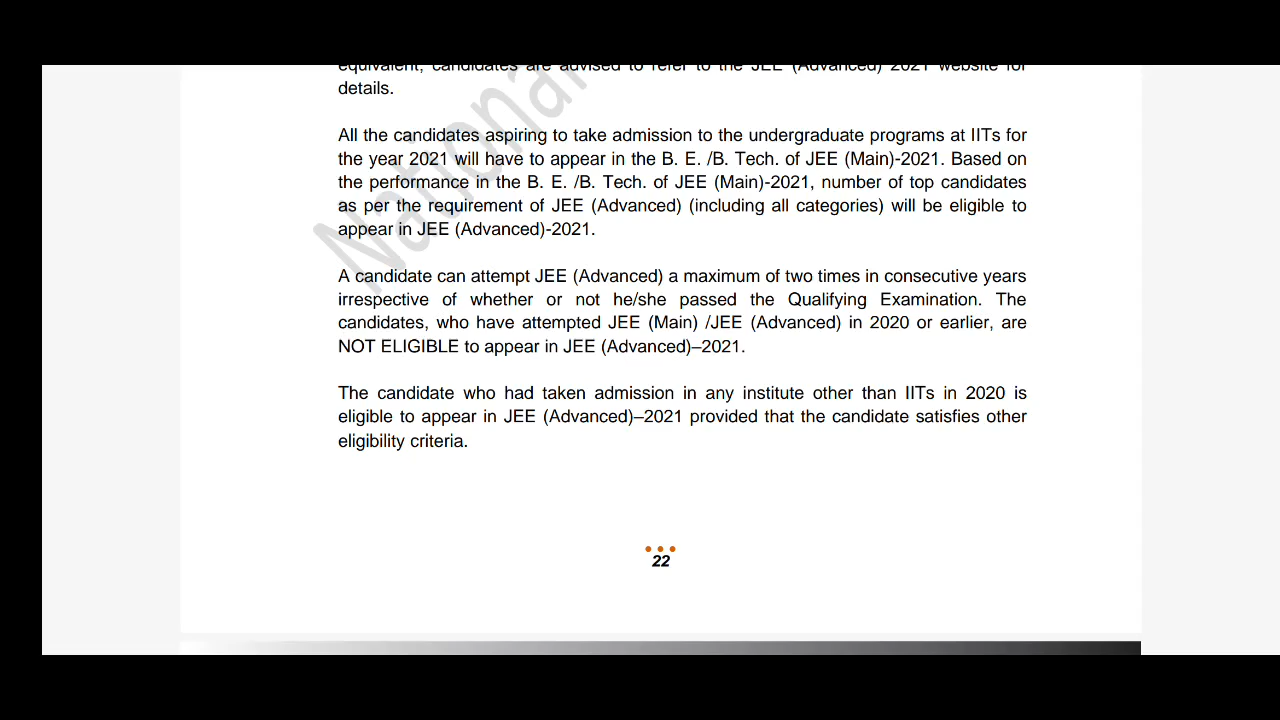 equivalent, candidates are advised to refer to the JEE (Advanced) 2021 website for
details.
All the candidates aspiring to take admission to the undergraduate programs at IITs for
the year 2021 will have to appear in the B. E. /B. Tech. of JEE (Main)-2021. Based on
the performance in the B. E. /B. Tech. of JEE (Main)-2021, number of top candidates
as per the requirement of JEE (Advanced) (including all categories) will be eligible to
appear in JEE (Advanced)-2021.
A candidate can attempt JEE (Advanced) a maximum of two times in consecutive years
irrespective of whether or not he/she passed the Qualifying Examination. The
candidates, who have attempted JEE (Main) /JEE (Advanced) in 2020 or earlier, are
NOT ELIGIBLE to appear in JEE (Advanced)–2021.
The candidate who had taken admission in any institute other than IITs in 2020 is
eligible to appear in JEE (Advanced)–2021 provided that the candidate satisfies other
eligibility criteria.
22
National